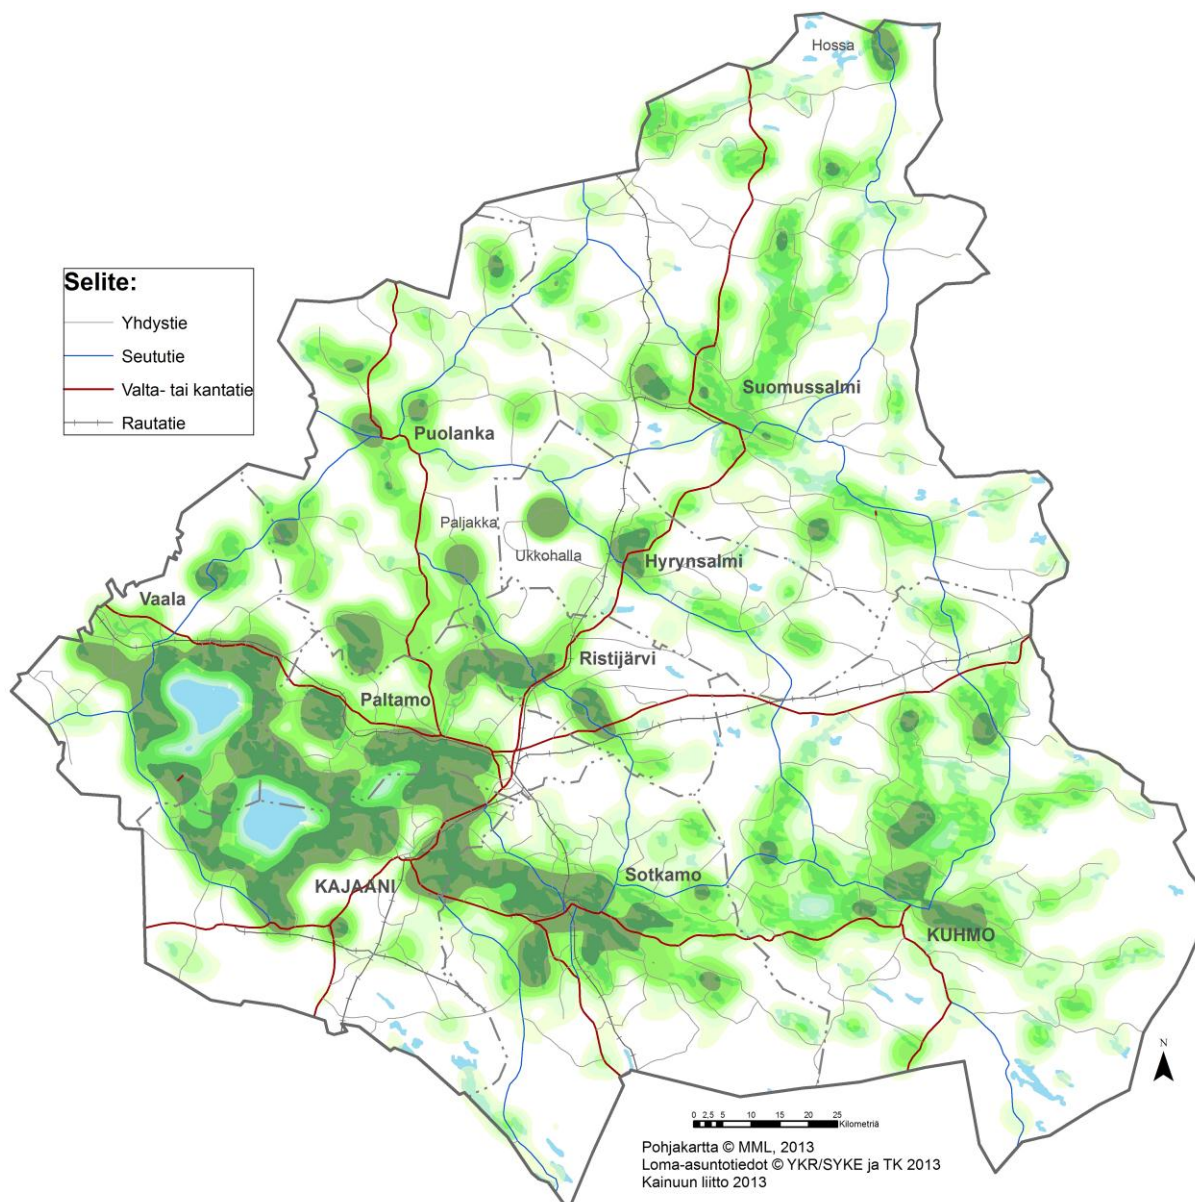 Hossa
Selite:
Yhdystie
Seututie
Valta- tai kantatie
Rautatie
Suomussalmi
Puolanka
Paljakka
Ukkohalla
Hyrynsalmi
Vaala
Ristijärvi
Paltamo
Sotkamo
KAJAANI
KUHMO
N
0 2,5 5 10 15 20 25
Kilometriä
Pohjakartta © MML, 2013
Loma-asuntotiedot © YKR/SYKE ja TK 2013
Kainuun liitto 2013